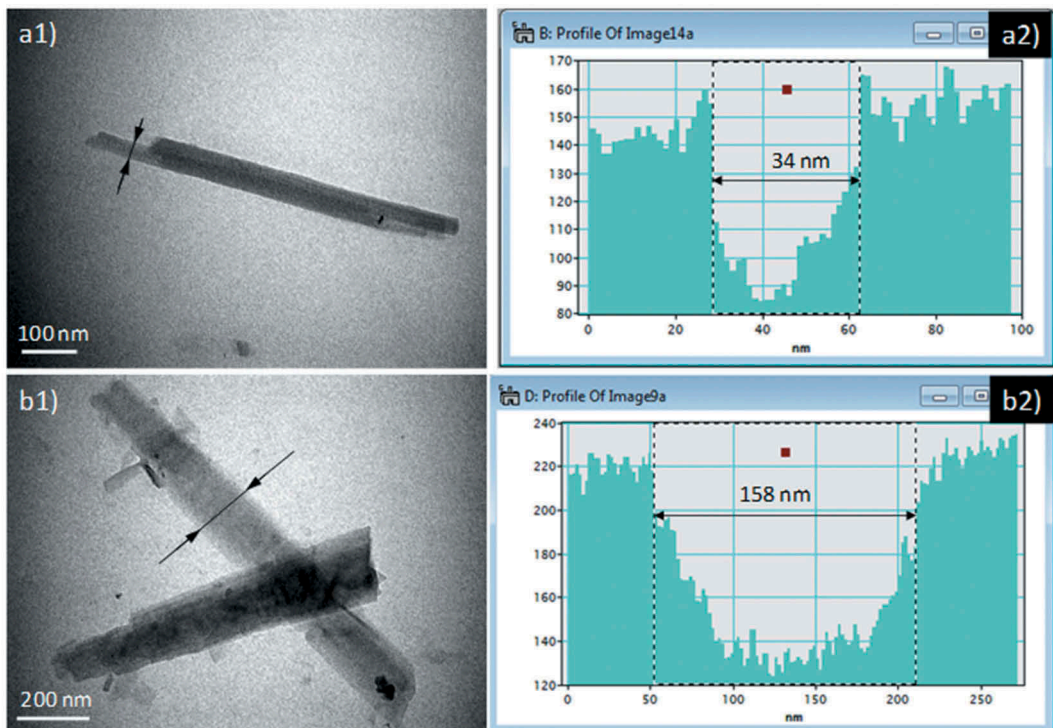 a1)
100 nm
B: Profile Of Image14a
a2)
170
160
150
140
130
120
110
100
90
80
34 nm
0 20 40 60 80 100
nm
b1)
200 nm
D: Profile Of Image9a
b2)
240
220
200
180
160
140
120
158 nm
0 50 100 150 200 250
nm